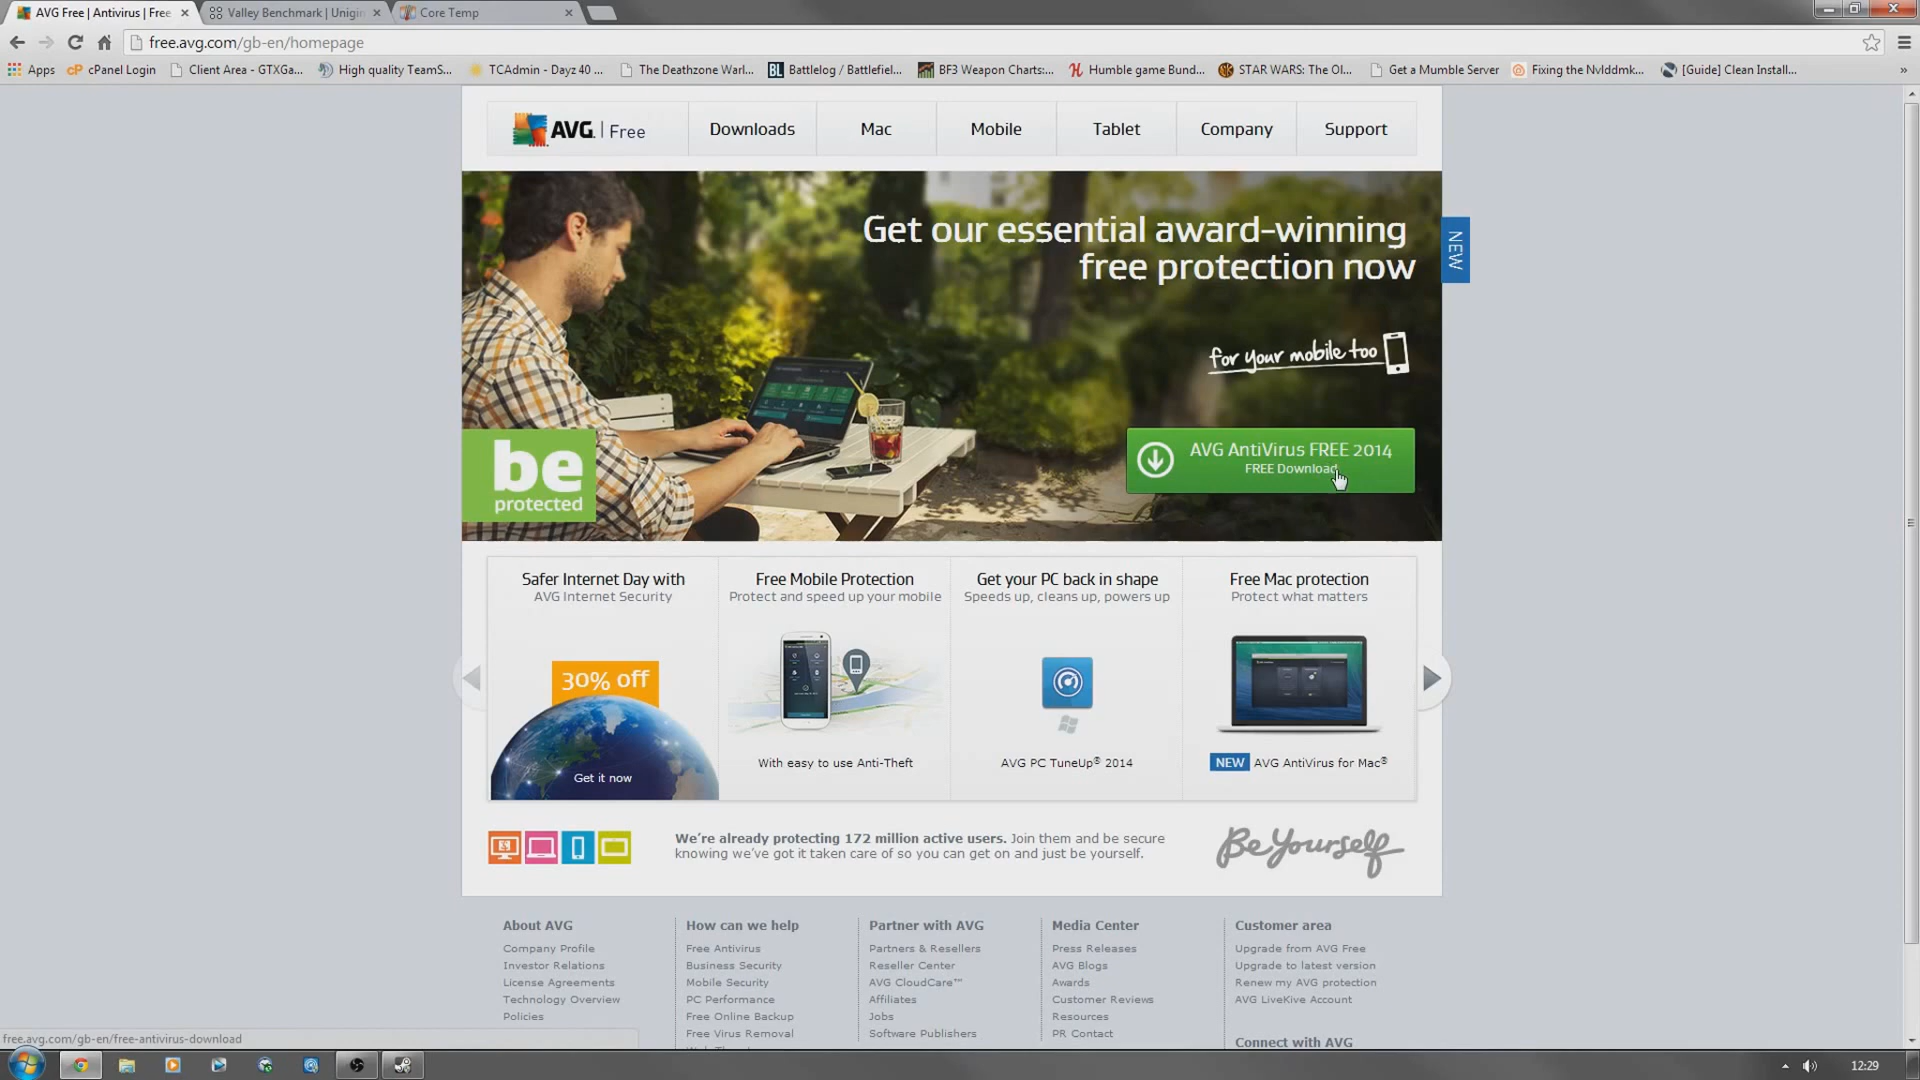 AVG Free | Antivirus | Free
Valley Benchmark | Unigin
Core Temp
free.avg.com/gb-en/homepage
Apps
cPanel Login
Client Area - GTXGa...
High quality TeamS...
TCAdmin - Dayz 40 ...
The Deathzone Warl...
Battlelog / Battlefiel...
BF3 Weapon Charts:...
Humble game Bund...
STAR WARS: The Ol...
Get a Mumble Server
Fixing the Nvlddmk...
[Guide] Clean Install...
»
AVG. | Free
Downloads
Mac
Mobile
Tablet
Company
Support
Get our essential award-winning
free protection now
NEW
for your mobile too
AVG AntiVirus FREE 2014
FREE Download
be
protected
Safer Internet Day with
AVG Internet Security
30% off
Get it now
Free Mobile Protection
Protect and speed up your mobile
With easy to use Anti-Theft
Get your PC back in shape
Speeds up, cleans up, powers up
AVG PC TuneUp® 2014
Free Mac protection
Protect what matters
NEW AVG AntiVirus for Mac®
We're already protecting 172 million active users. Join them and be secure
knowing we've got it taken care of so you can get on and just be yourself.
Be Yourself
About AVG
Company Profile
Investor Relations
License Agreements
Technology Overview
Policies
How can we help
Free Antivirus
Business Security
Mobile Security
PC Performance
Free Online Backup
Free Virus Removal
Partner with AVG
Partners & Resellers
Reseller Center
AVG CloudCare™
Affiliates
Jobs
Software Publishers
Media Center
Press Releases
AVG Blogs
Awards
Customer Reviews
Resources
PR Contact
Customer area
Upgrade from AVG Free
Upgrade to latest version
Renew my AVG protection
AVG LiveKive Account
Connect with AVG
free.avg.com/gb-en/free-antivirus-download
12:29